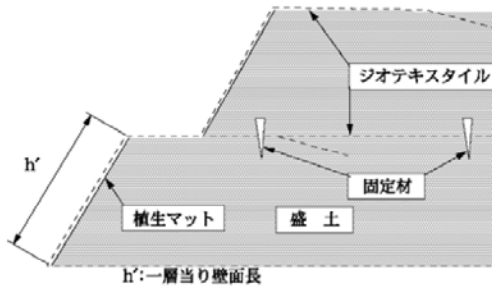 ジオテキスタイル
h′
固定材
植生マット
盛 土
h′:一層当り壁面長